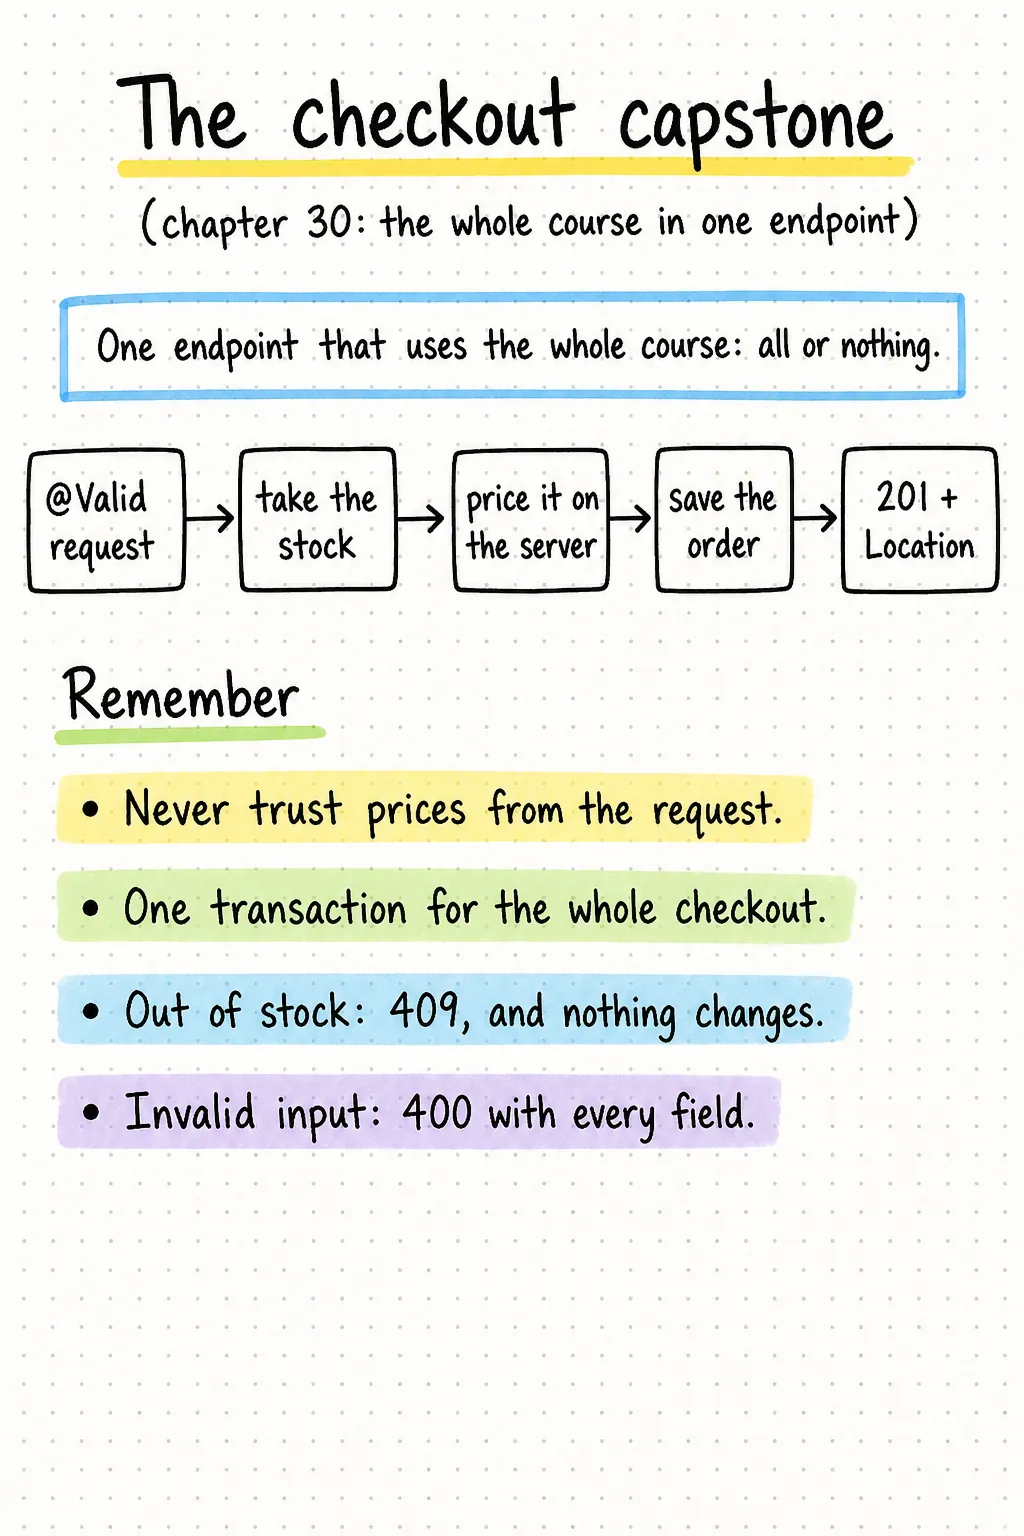 The checkout capstone
(chapter 30: the whole course in one endpoint)
One endpoint that uses the whole course: all or nothing.
@Valid
request
take the
stock
price it on
the server
save the
order
201 +
Location
Remember
• Never trust prices from the request.
• One transaction for the whole checkout.
• Out of stock: 409, and nothing changes.
• Invalid input: 400 with every field.